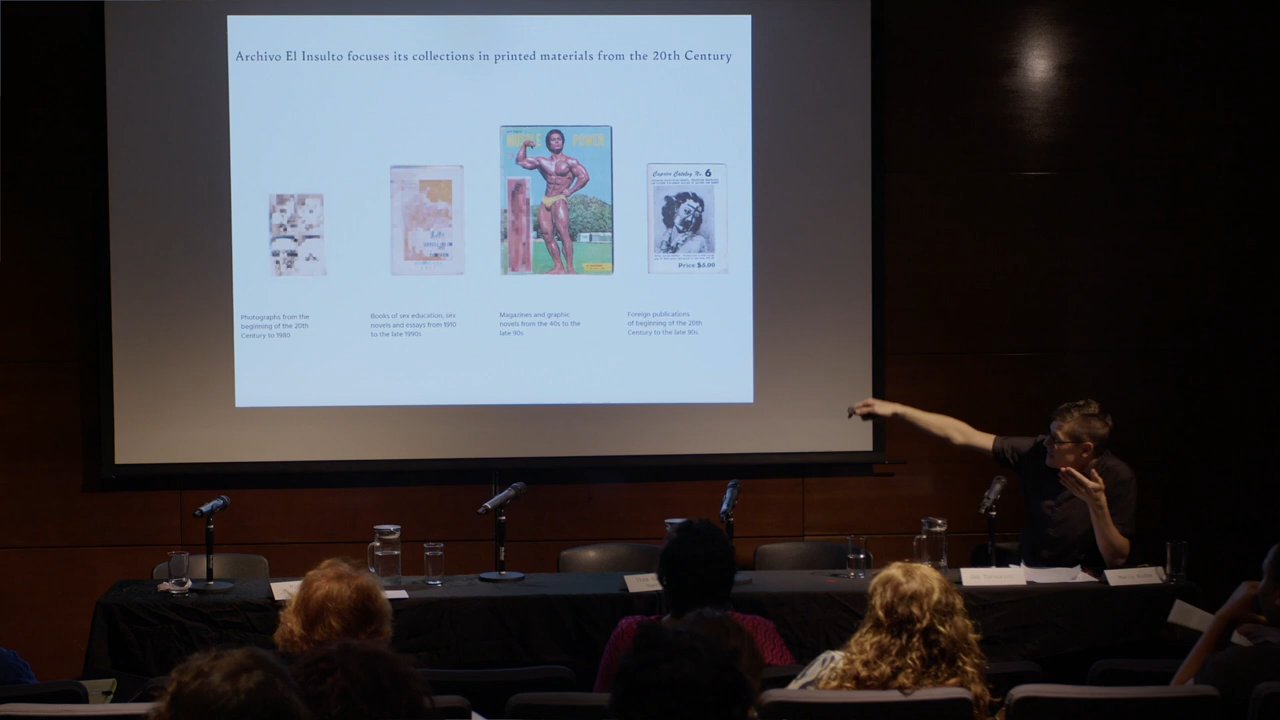 Archivo El Insulto focuses its collections in printed materials from the 20th Century
MUSCLE POWER
Caprice Catalog No. 6
Price $5.00
Photographs from the
beginning of the 20th
Century to 1980
Books of sex education, sex
novels and essays from 1910
to the late 1990s
Magazines and graphic
novels from the 40s to the
late 90s
Foreign publications
of beginning of the 20th
Century to the late 90s.